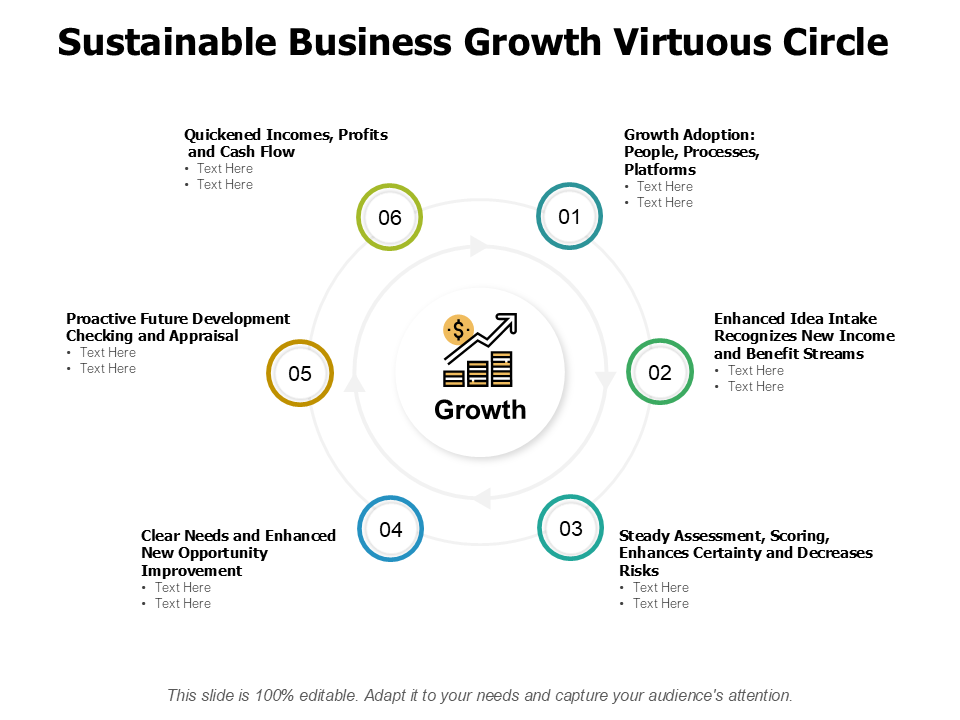 Sustainable Business Growth Virtuous Circle
Quickened Incomes, Profits
and Cash Flow
• Text Here
• Text Here
06
Growth Adoption:
People, Processes,
Platforms
• Text Here
• Text Here
01
Proactive Future Development
Checking and Appraisal
• Text Here
• Text Here
05
$
Growth
Enhanced Idea Intake
Recognizes New Income
and Benefit Streams
• Text Here
• Text Here
02
Clear Needs and Enhanced
New Opportunity
Improvement
• Text Here
• Text Here
04
Steady Assessment, Scoring,
Enhances Certainty and Decreases
Risks
• Text Here
• Text Here
03
This slide is 100% editable. Adapt it to your needs and capture your audience's attention.